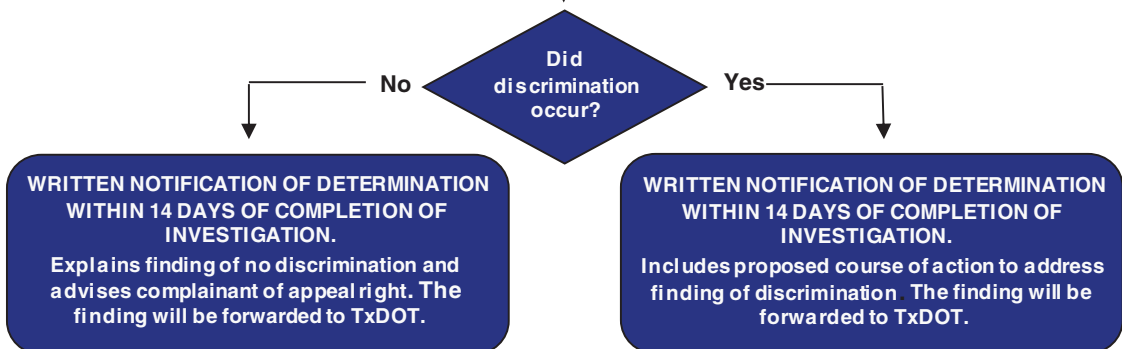 Did
discrimination
occur?
No
Yes
WRITTEN NOTIFICATION OF DETERMINATION
WITHIN 14 DAYS OF COMPLETION OF
INVESTIGATION.
Explains finding of no discrimination and
advises complainant of appeal right. The
finding will be forwarded to TxDOT.
WRITTEN NOTIFICATION OF DETERMINATION
WITHIN 14 DAYS OF COMPLETION OF
INVESTIGATION.
Includes proposed course of action to address
finding of discrimination. The finding will be
forwarded to TxDOT.